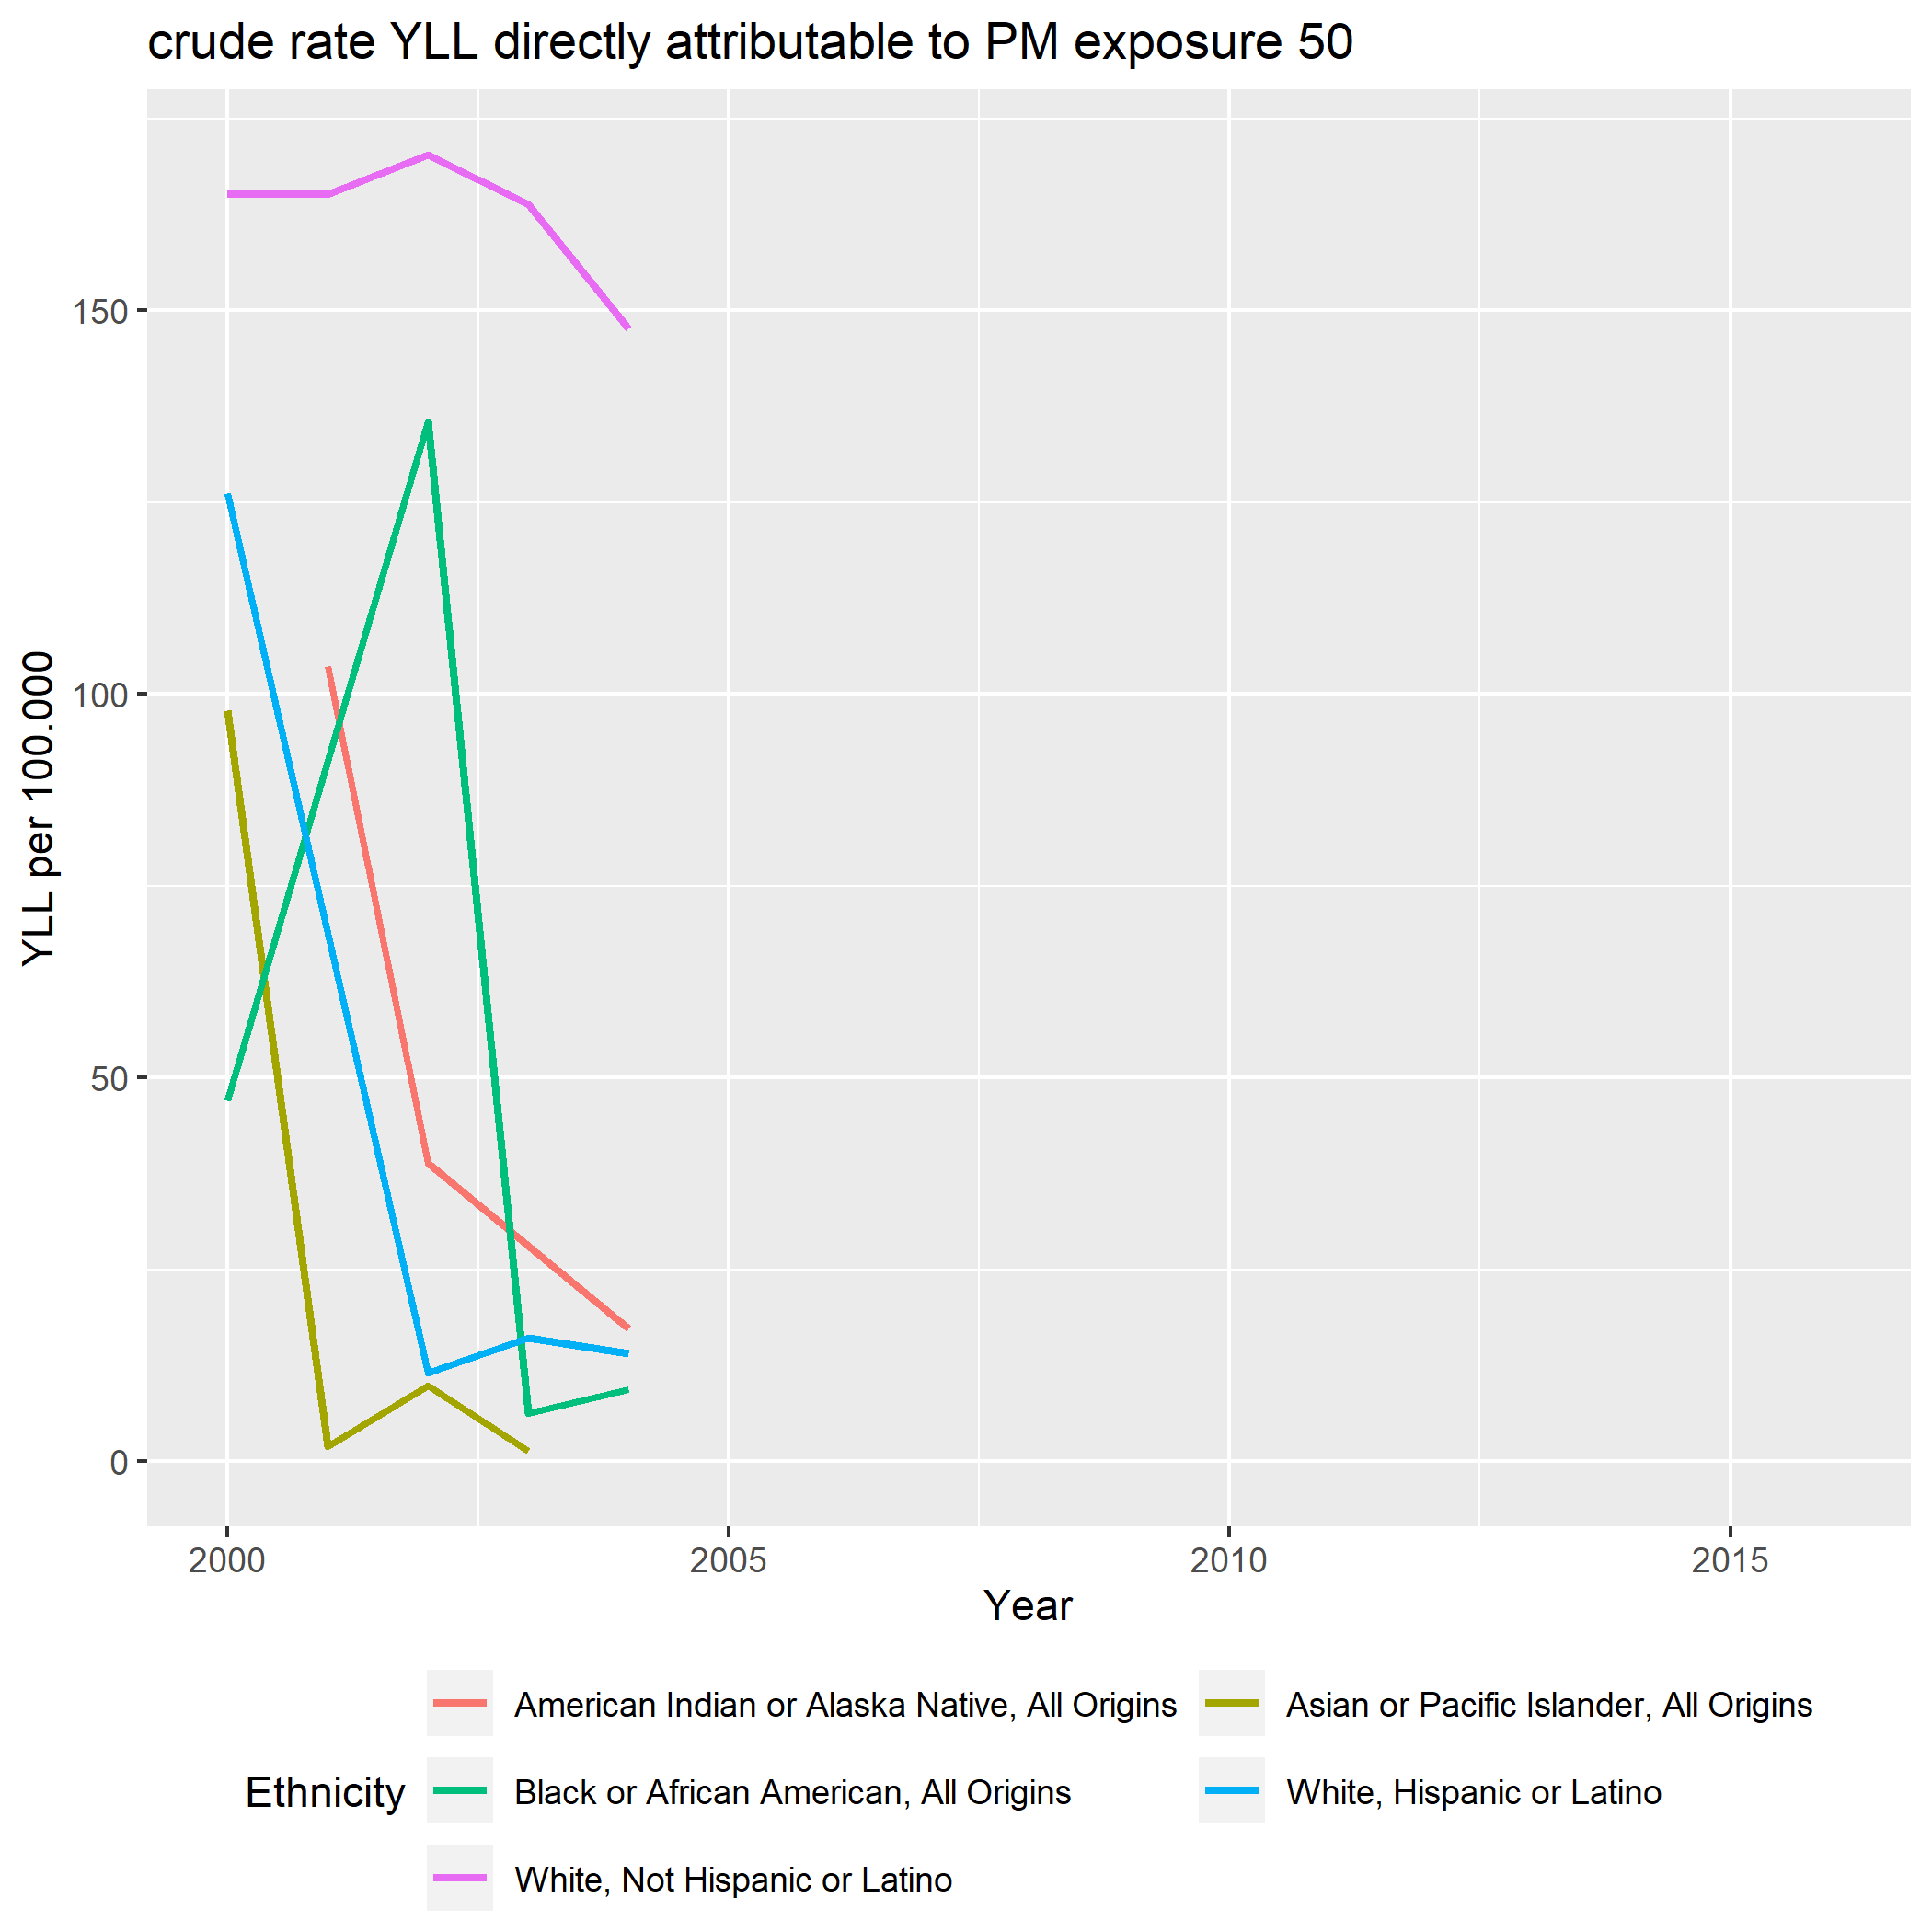 crude rate YLL directly attributable to PM exposure 50
YLL per 100.000
150
100
50
0
2000 2005 2010 2015
Year
Ethnicity
American Indian or Alaska Native, All Origins
Asian or Pacific Islander, All Origins
Black or African American, All Origins
White, Hispanic or Latino
White, Not Hispanic or Latino